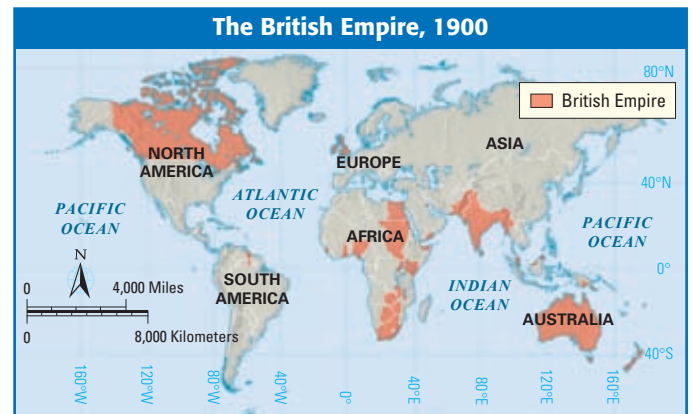 The British Empire, 1900
80°N
British Empire
ASIA
NORTH
AMERICA
EUROPE
40°N
ATLANTIC
OCEAN
PACIFIC
OCEAN
PACIFIC
OCEAN
AFRICA
N
0°
SOUTH
AMERICA
INDIAN
OCEAN
0 4,000 Miles
AUSTRALIA
0 8,000 Kilometers
40°S
160°W
120°W
80°W
40°W
0°
40°E
80°E
120°E
160°E